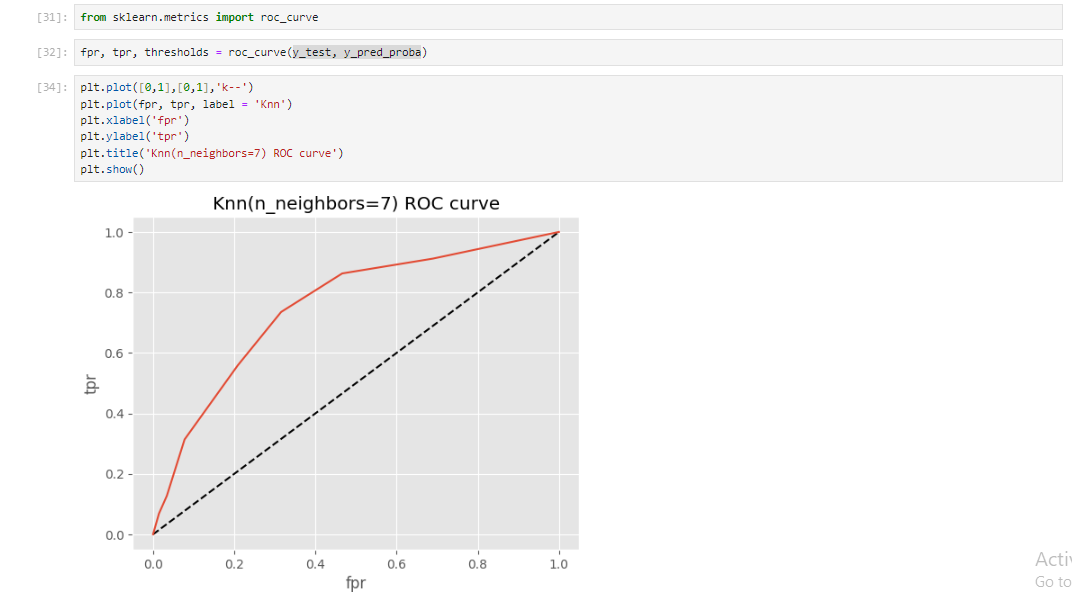 [31]: from sklearn.metrics import roc_curve
[32]: fpr, tpr, thresholds = roc_curve(y_test, y_pred_proba)
[34]: plt.plot([0,1],[0,1],'k--')
plt.plot(fpr, tpr, label = 'Knn')
plt.xlabel('fpr')
plt.ylabel('tpr')
plt.title('Knn(n_neighbors=7) ROC curve')
plt.show()
Knn(n_neighbors=7) ROC curve
1.0
0.8
0.6
tpr
0.4
0.2
0.0
0.0 0.2 0.4 0.6 0.8 1.0
fpr
Go to